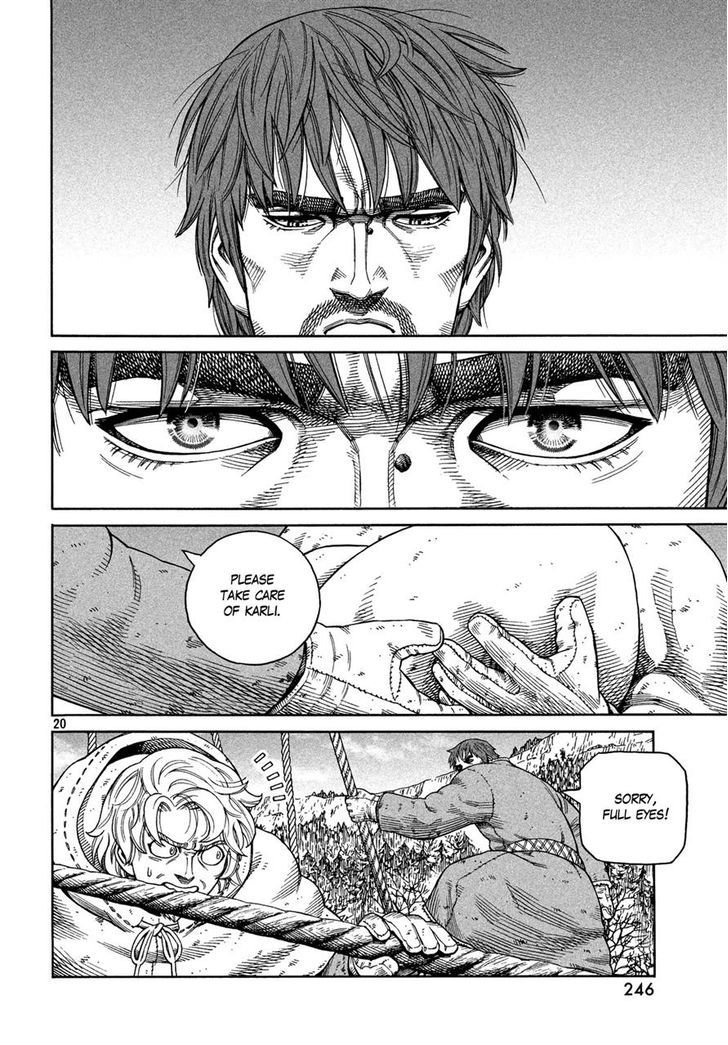 PLEASE
TAKE CARE
OF KARLI.
20
SORRY,
FULL EYES!
246